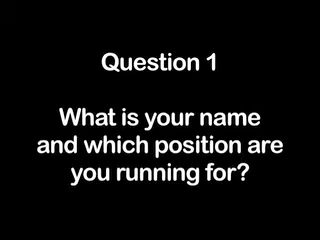 Question 1
What is your name
and which position are
you running for?